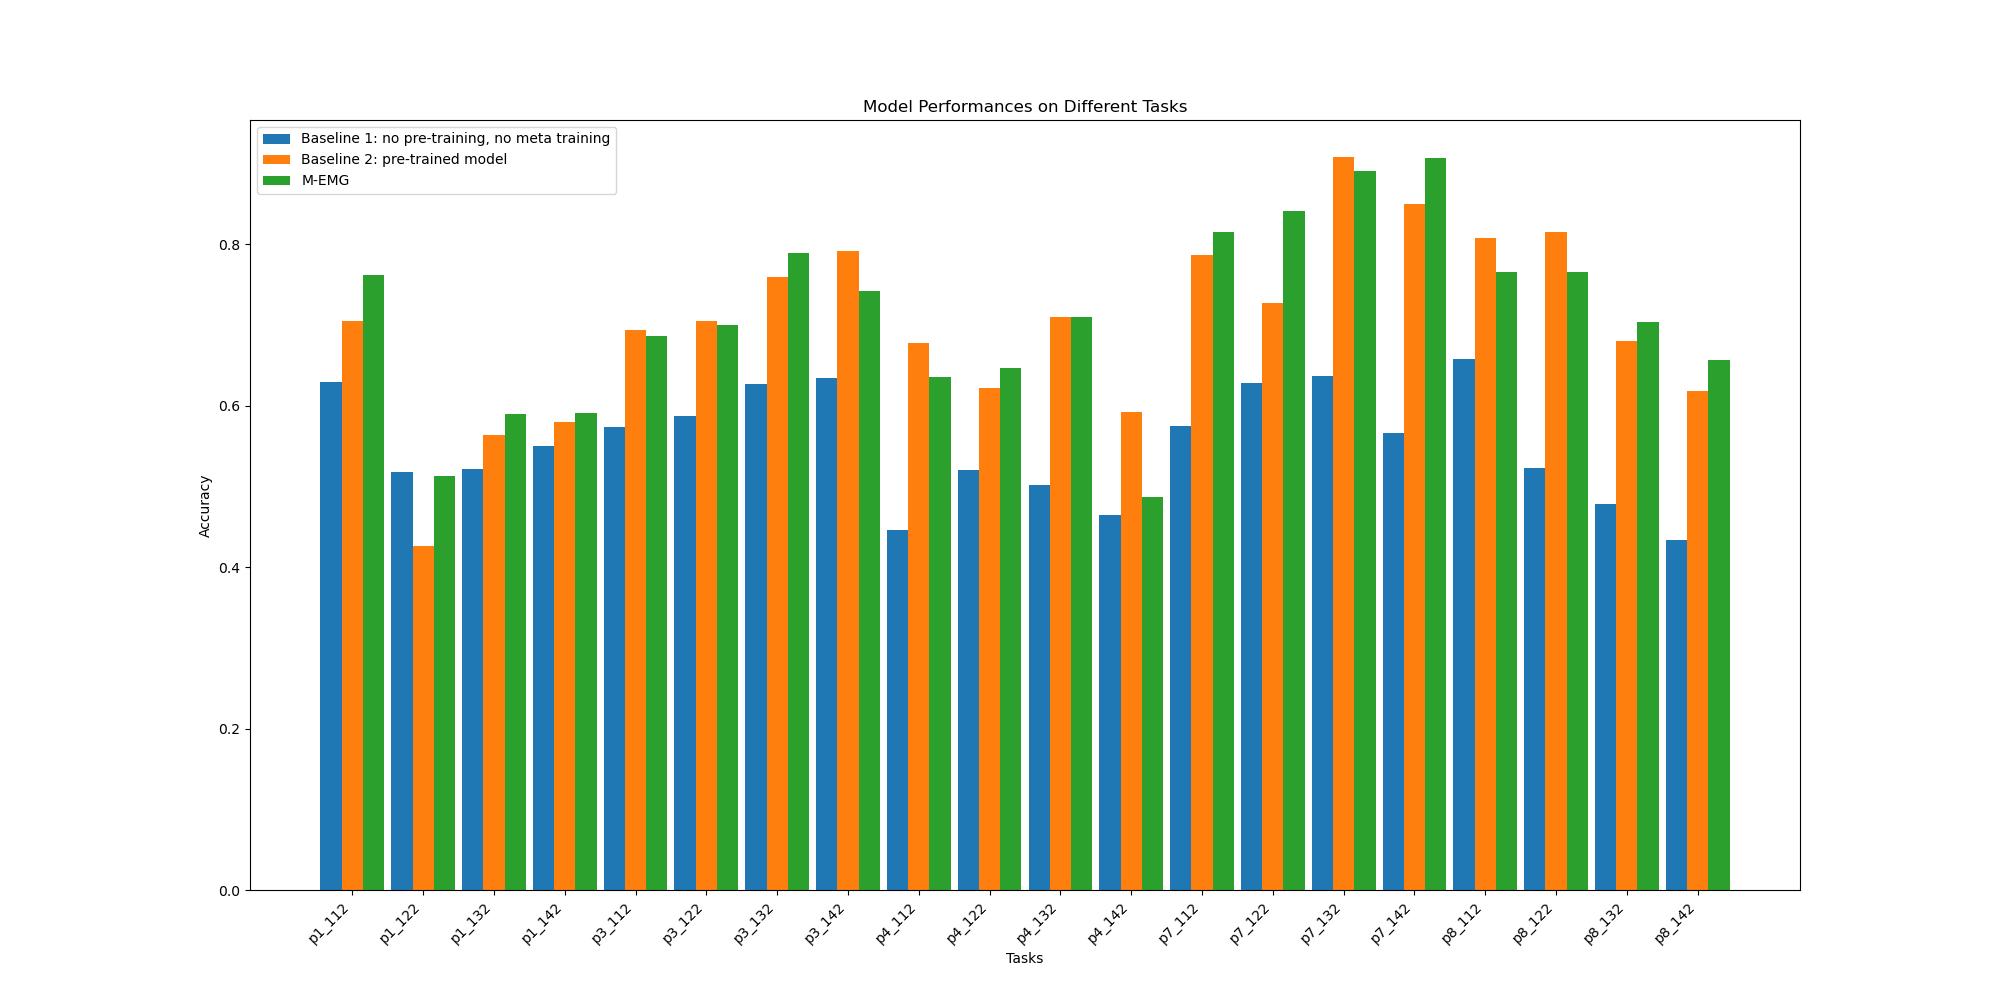 Model Performances on Different Tasks
Baseline 1: no pre-training, no meta training
Baseline 2: pre-trained model
M-EMG
Accuracy
0.8
0.6
0.4
0.2
0.0
p1_112
p1_122
p1_132
p1_142
p3_112
p3_122
p3_132
p3_142
p4_112
p4_122
p4_132
p4_142
p7_112
p7_122
p7_132
p7_142
p8_112
p8_122
p8_132
p8_142
Tasks